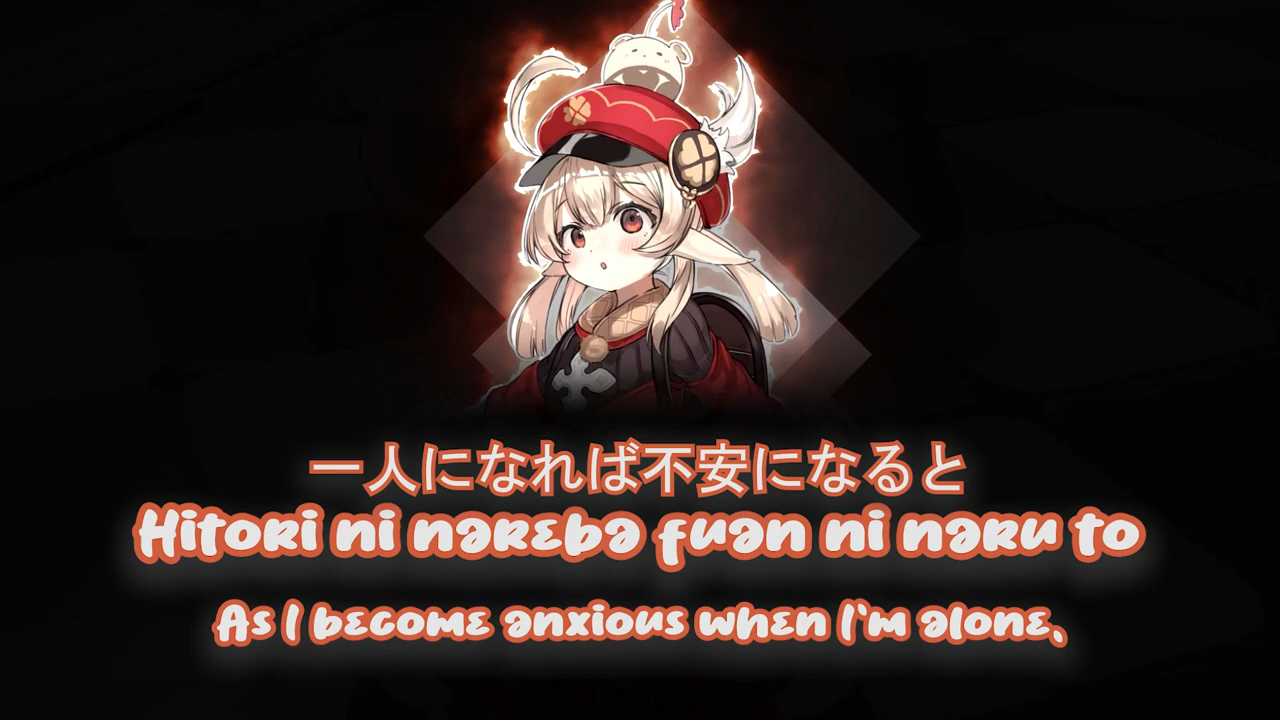 一人になれば不安になると
Hitori ni nareba fuan ni naru to
As I become anxious when I'm alone,